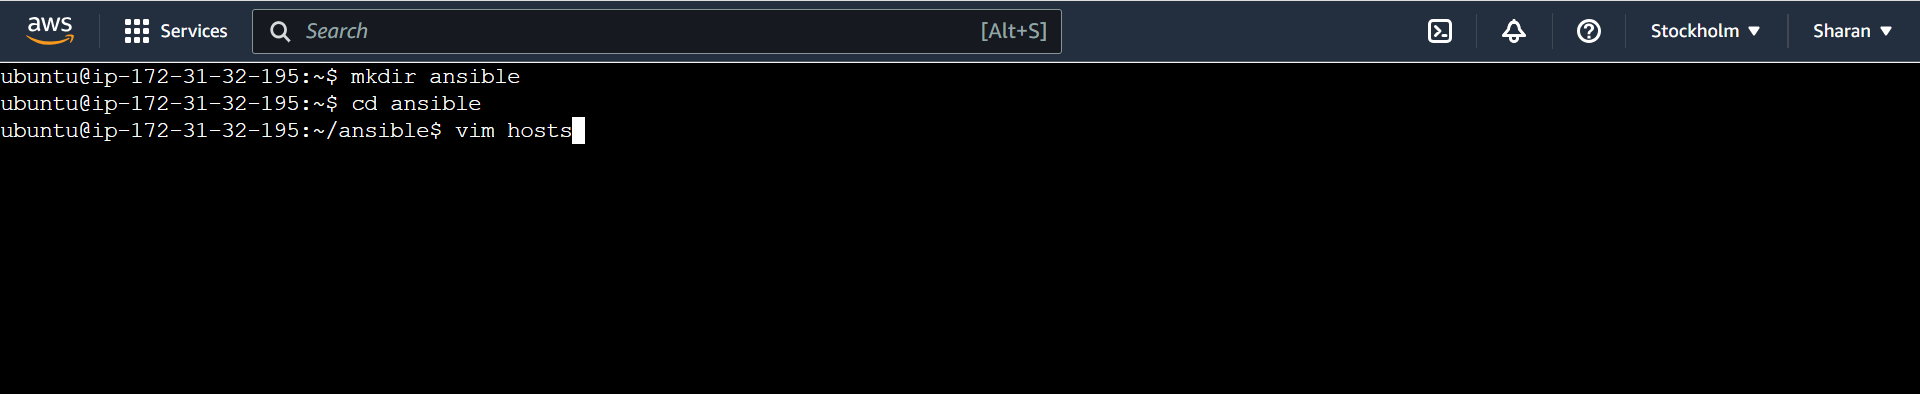 aws Services Search [Alt+S] Stockholm ▼ Sharan ▼
ubuntu@ip-172-31-32-195:~$ mkdir ansible
ubuntu@ip-172-31-32-195:~$ cd ansible
ubuntu@ip-172-31-32-195:~/ansible$ vim hosts